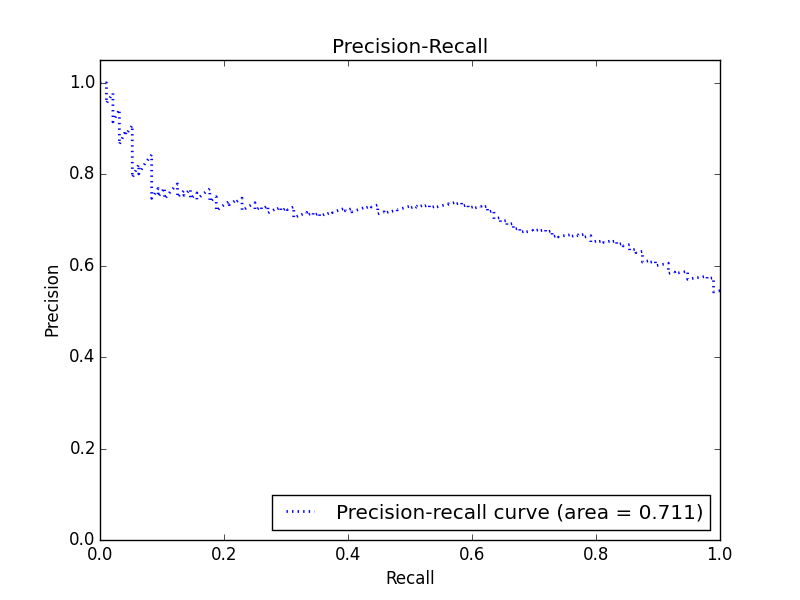 Precision-Recall
1.0
0.8
0.6
0.4
0.2
0.0
Precision
Precision-recall curve (area = 0.711)
0.0 0.2 0.4 0.6 0.8 1.0
Recall